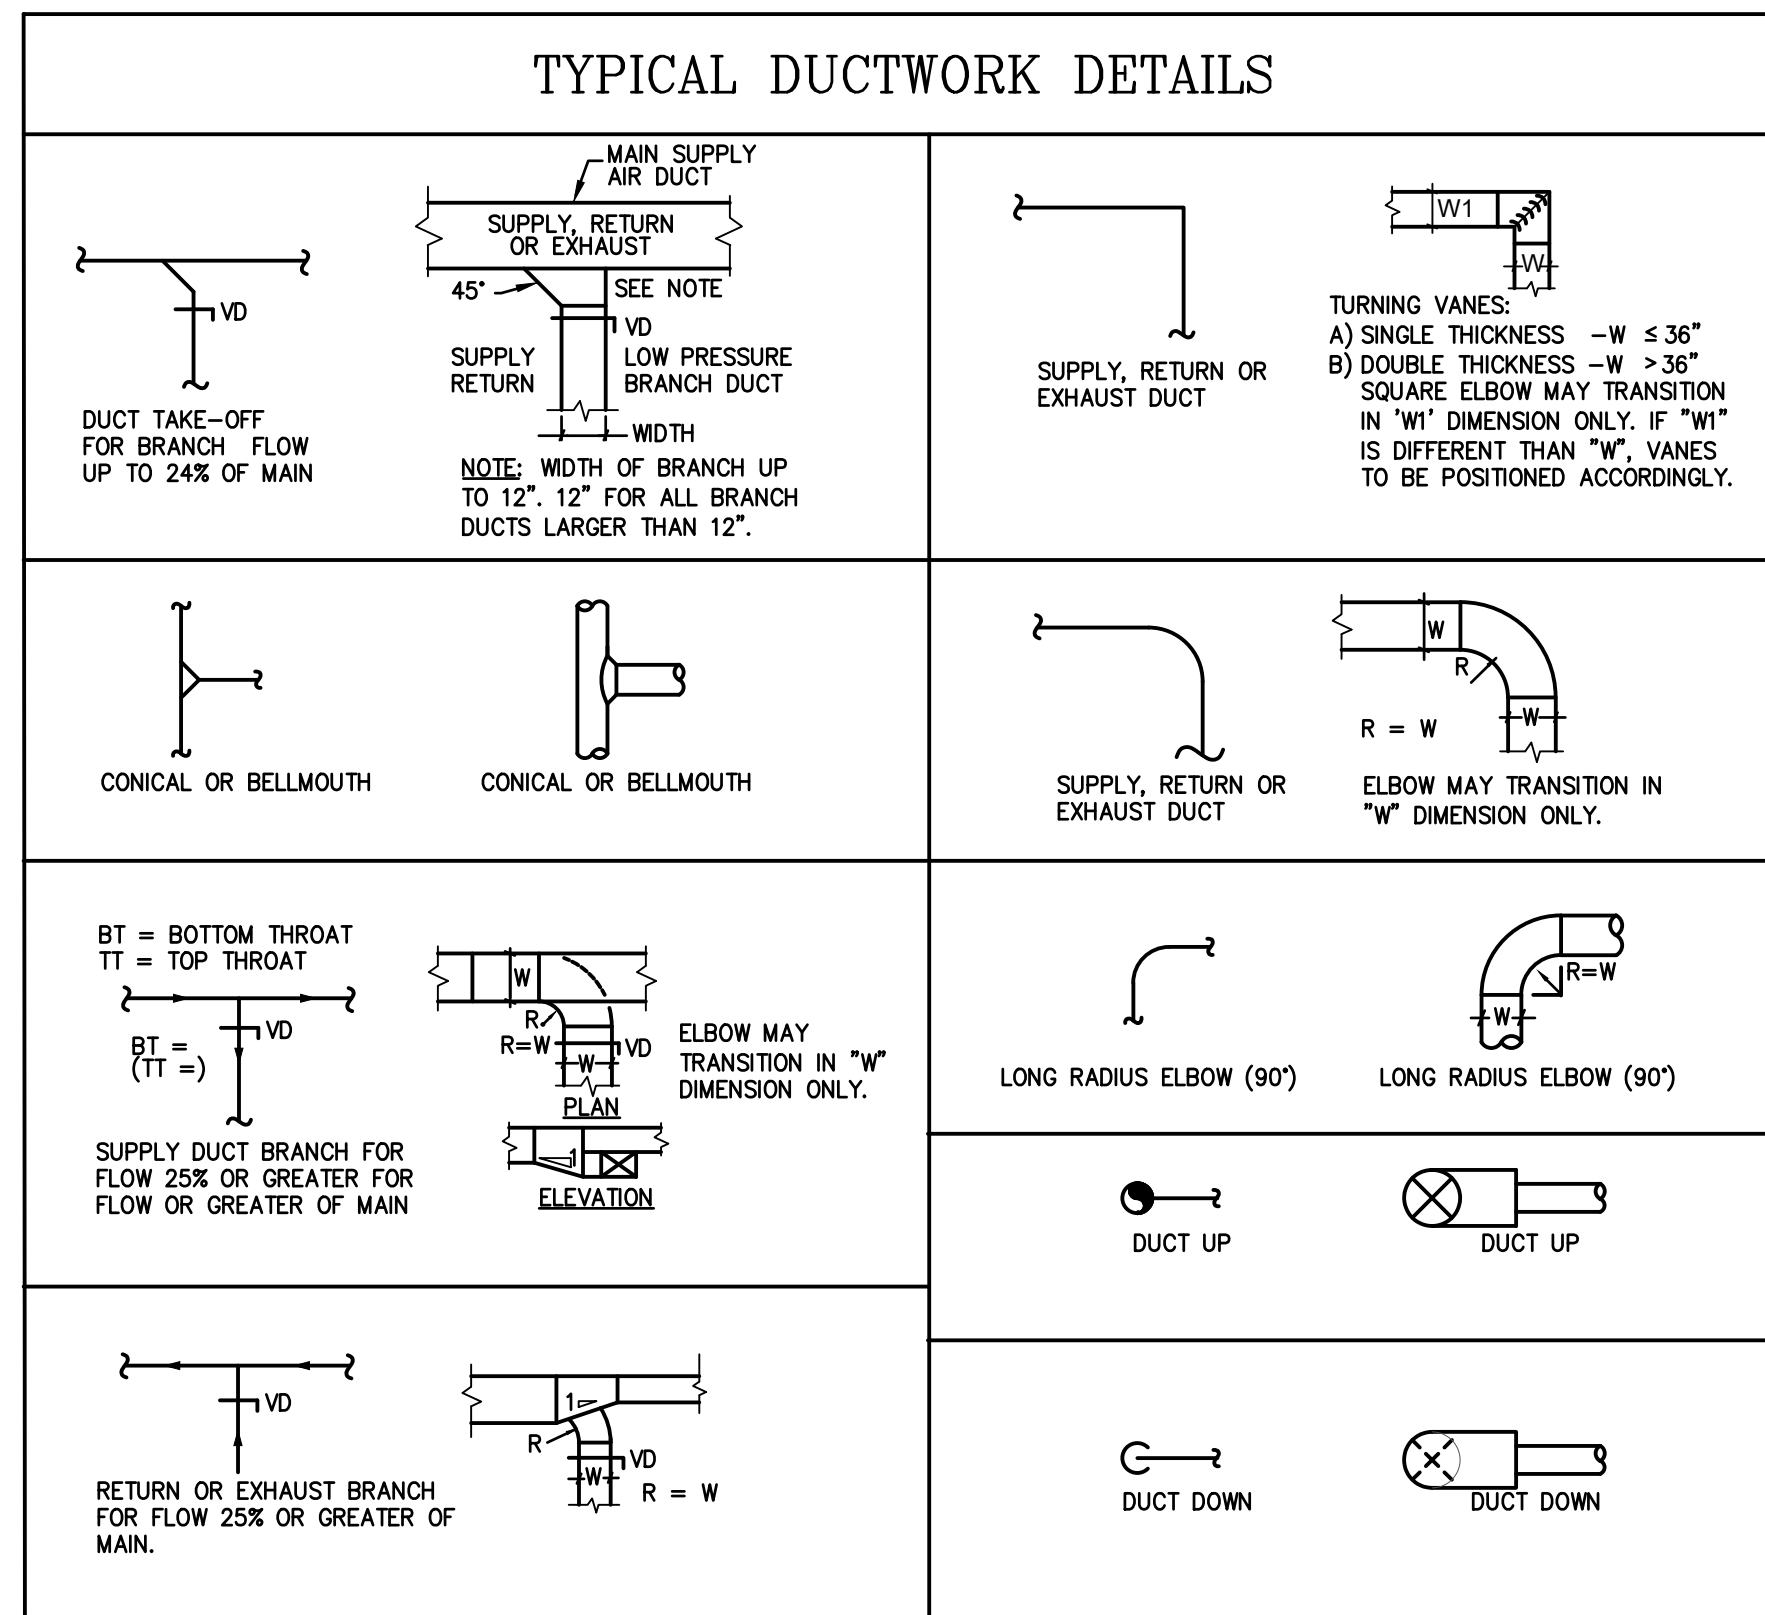 TYPICAL DUCTWORK DETAILS
MAIN SUPPLY
AIR DUCT
SUPPLY, RETURN
OR EXHAUST
45°
SEE NOTE
VD
VD
SUPPLY
RETURN
LOW PRESSURE
BRANCH DUCT
WIDTH
DUCT TAKE-OFF
FOR BRANCH FLOW
UP TO 24% OF MAIN
NOTE: WIDTH OF BRANCH UP
TO 12". 12" FOR ALL BRANCH
DUCTS LARGER THAN 12".
W1
W
SUPPLY, RETURN OR
EXHAUST DUCT
TURNING VANES:
A) SINGLE THICKNESS -W ≤ 36"
B) DOUBLE THICKNESS -W > 36"
SQUARE ELBOW MAY TRANSITION
IN 'W1' DIMENSION ONLY. IF "W1"
IS DIFFERENT THAN "W", VANES
TO BE POSITIONED ACCORDINGLY.
CONICAL OR BELLMOUTH
CONICAL OR BELLMOUTH
W
R
W
R = W
SUPPLY, RETURN OR
EXHAUST DUCT
ELBOW MAY TRANSITION IN
"W" DIMENSION ONLY.
BT = BOTTOM THROAT
TT = TOP THROAT
VD
BT =
(TT =)
SUPPLY DUCT BRANCH FOR
FLOW 25% OR GREATER FOR
FLOW OR GREATER OF MAIN
W
R
R=W
VD
W
PLAN
ELBOW MAY
TRANSITION IN "W"
DIMENSION ONLY.
1
ELEVATION
R=W
W
LONG RADIUS ELBOW (90°)
LONG RADIUS ELBOW (90°)
DUCT UP
DUCT UP
VD
RETURN OR EXHAUST BRANCH
FOR FLOW 25% OR GREATER OF
MAIN.
1
R
VD
W
R = W
DUCT DOWN
DUCT DOWN